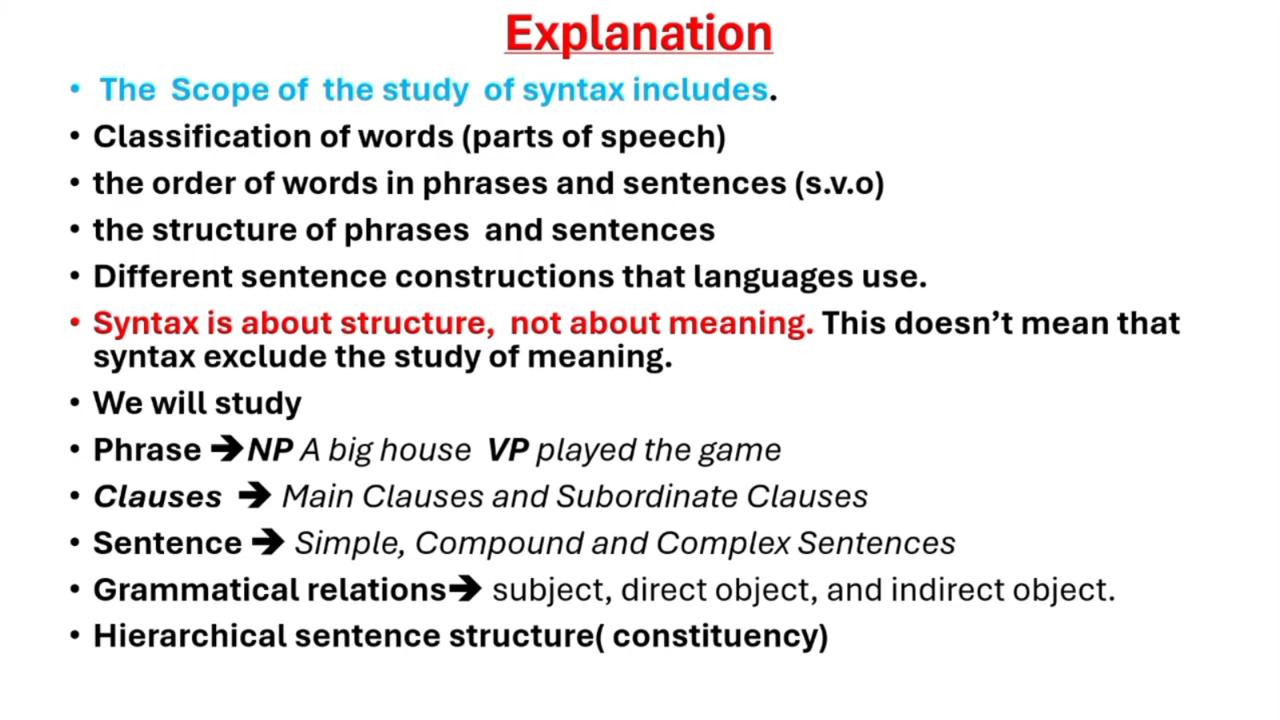 Explanation
• The Scope of the study of syntax includes.
• Classification of words (parts of speech)
• the order of words in phrases and sentences (s.v.o)
• the structure of phrases and sentences
• Different sentence constructions that languages use.
• Syntax is about structure, not about meaning. This doesn’t mean that
syntax exclude the study of meaning.
• We will study
• Phrase ➔NP A big house VP played the game
• Clauses ➔ Main Clauses and Subordinate Clauses
• Sentence ➔ Simple, Compound and Complex Sentences
• Grammatical relations➔ subject, direct object, and indirect object.
• Hierarchical sentence structure( constituency)